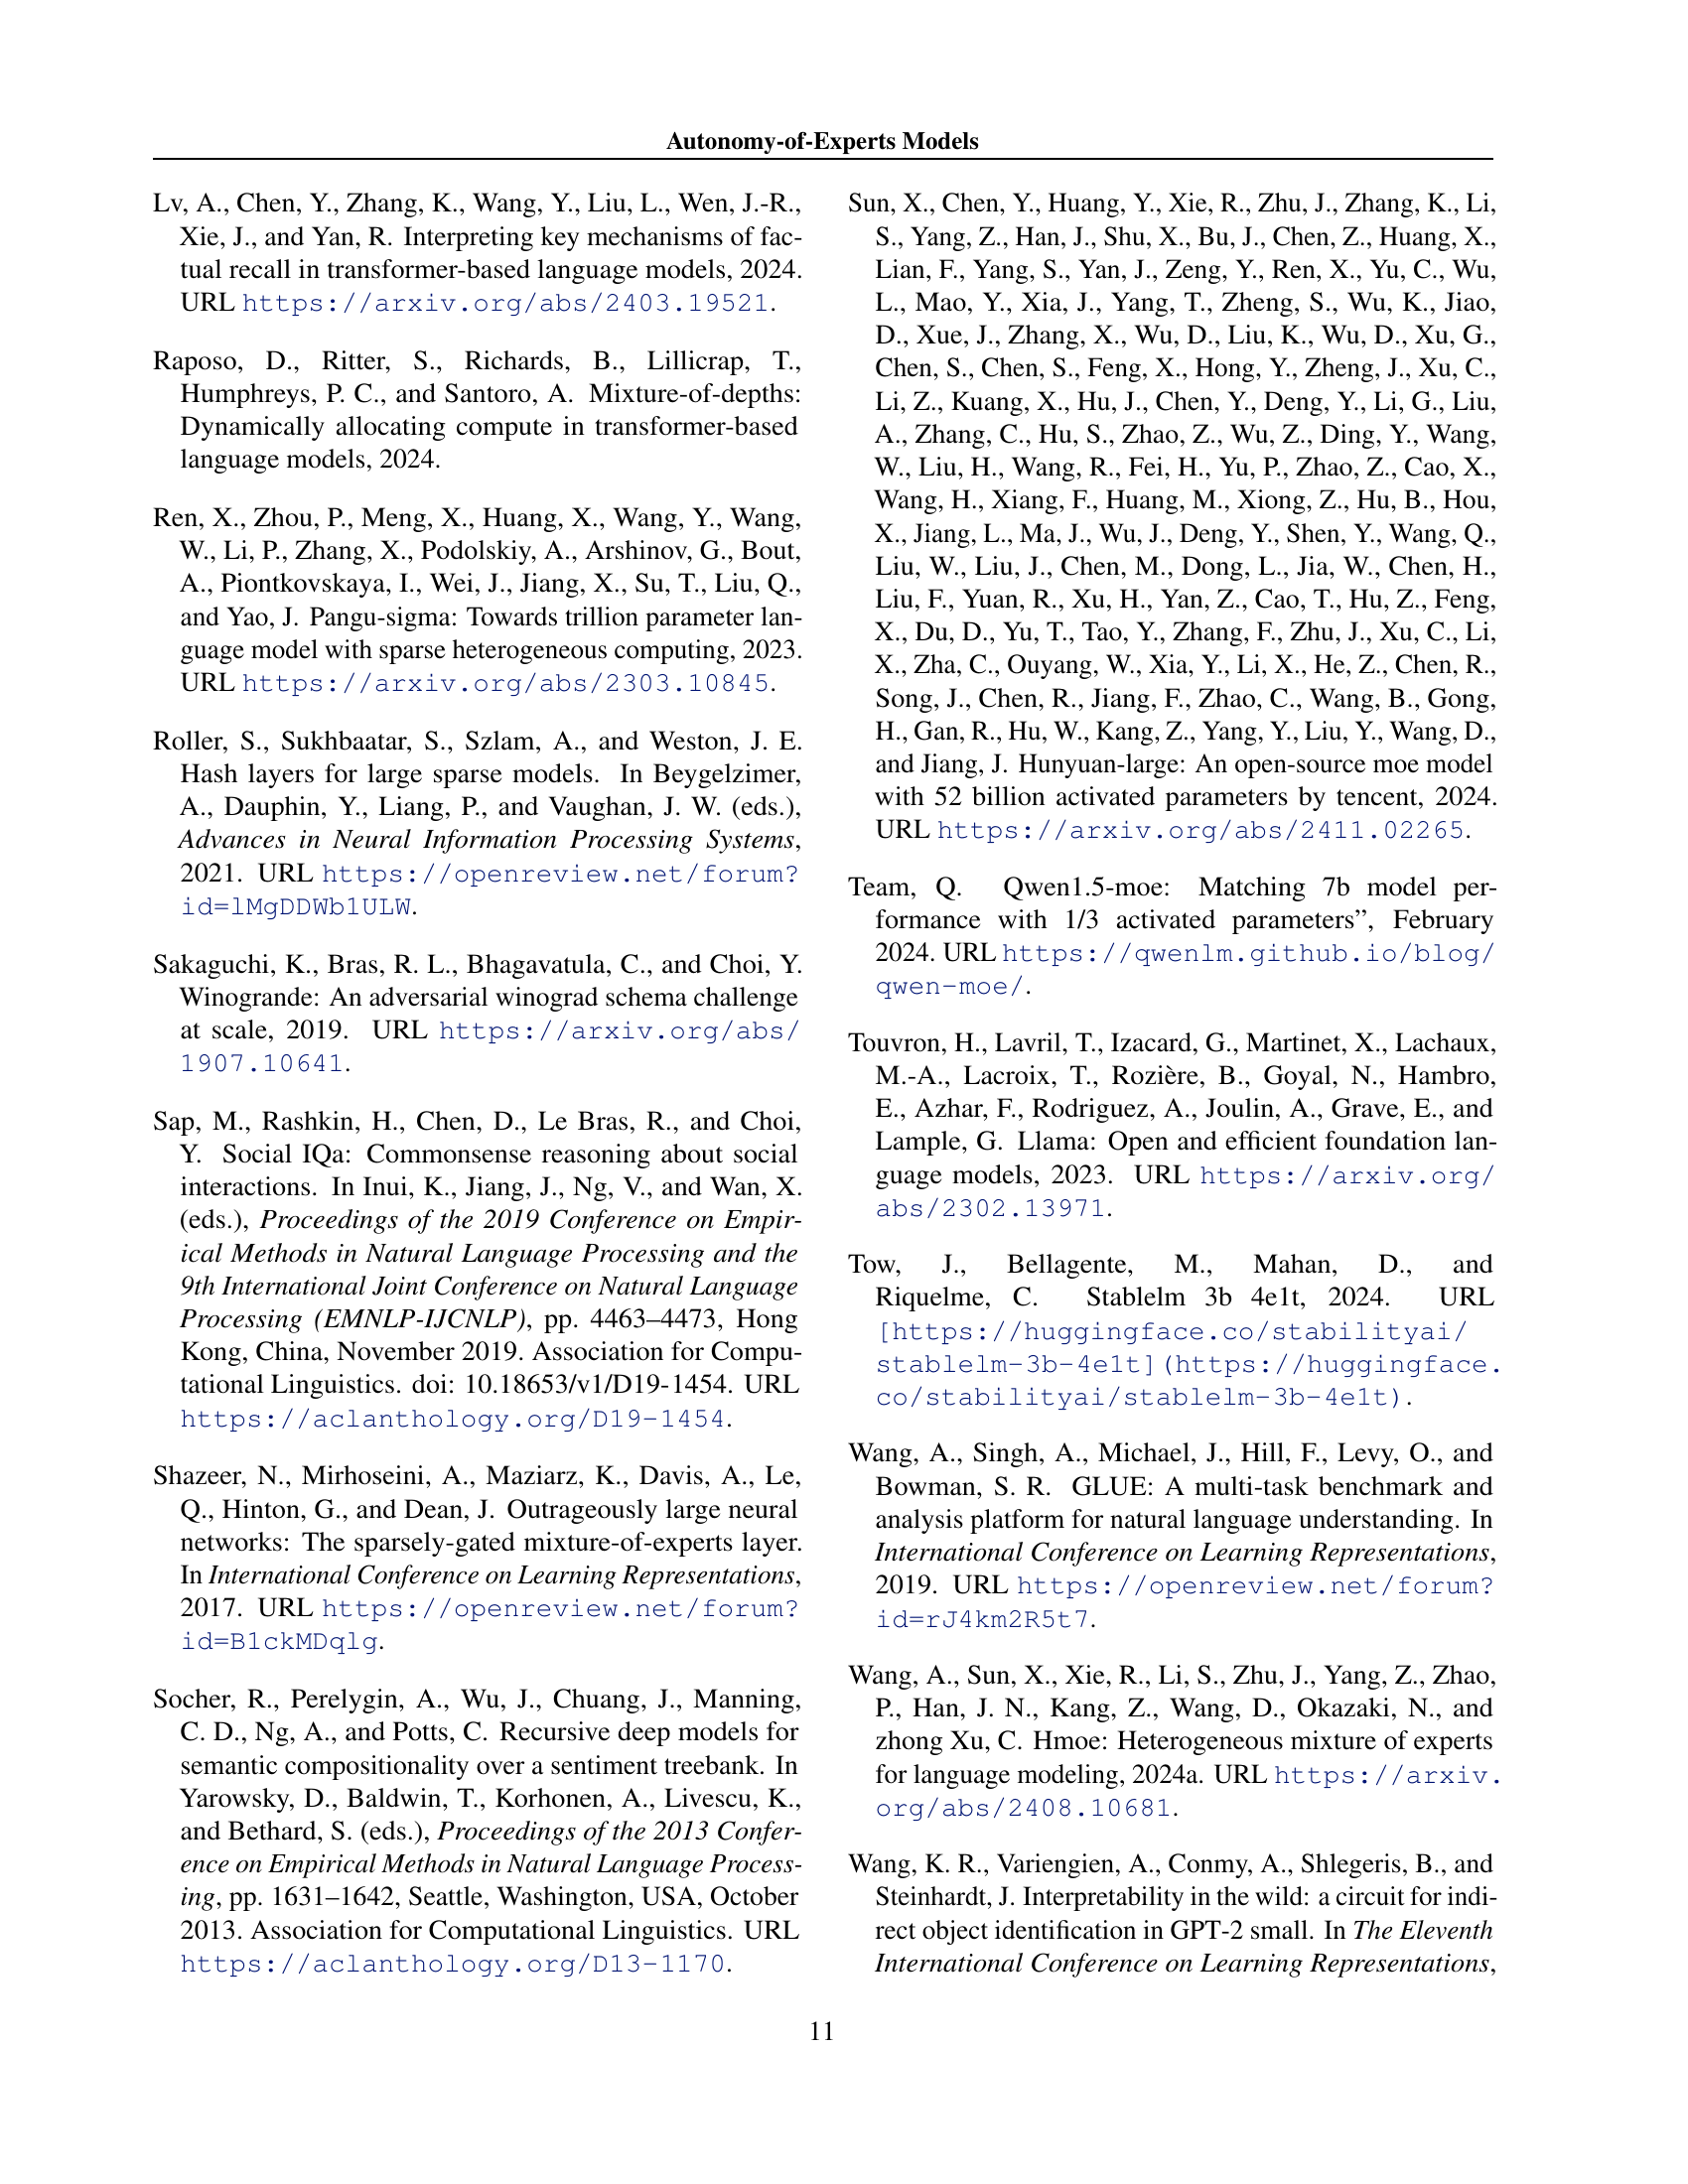 Autonomy-of-Experts Models
Lv, A., Chen, Y., Zhang, K., Wang, Y., Liu, L., Wen, J.-R.,
Xie, J., and Yan, R. Interpreting key mechanisms of fac-
tual recall in transformer-based language models, 2024.
URL https://arxiv.org/abs/2403.19521.
Raposo, D., Ritter, S., Richards, B., Lillicrap, T.,
Humphreys, P. C., and Santoro, A. Mixture-of-depths:
Dynamically allocating compute in transformer-based
language models, 2024.
Ren, X., Zhou, P., Meng, X., Huang, X., Wang, Y., Wang,
W., Li, P., Zhang, X., Podolskiy, A., Arshinov, G., Bout,
A., Piontkovskaya, I., Wei, J., Jiang, X., Su, T., Liu, Q.,
and Yao, J. Pangu-sigma: Towards trillion parameter lan-
guage model with sparse heterogeneous computing, 2023.
URL https://arxiv.org/abs/2303.10845.
Roller, S., Sukhbaatar, S., Szlam, A., and Weston, J. E.
Hash layers for large sparse models. In Beygelzimer,
A., Dauphin, Y., Liang, P., and Vaughan, J. W. (eds.),
Advances in Neural Information Processing Systems,
2021. URL https://openreview.net/forum?
id=lMgDDWb1ULW.
Sakaguchi, K., Bras, R. L., Bhagavatula, C., and Choi, Y.
Winogrande: An adversarial winograd schema challenge
at scale, 2019. URL https://arxiv.org/abs/
1907.10641.
Sap, M., Rashkin, H., Chen, D., Le Bras, R., and Choi,
Y. Social IQa: Commonsense reasoning about social
interactions. In Inui, K., Jiang, J., Ng, V., and Wan, X.
(eds.), Proceedings of the 2019 Conference on Empir-
ical Methods in Natural Language Processing and the
9th International Joint Conference on Natural Language
Processing (EMNLP-IJCNLP), pp. 4463–4473, Hong
Kong, China, November 2019. Association for Compu-
tational Linguistics. doi: 10.18653/v1/D19-1454. URL
https://aclanthology.org/D19-1454.
Shazeer, N., Mirhoseini, A., Maziarz, K., Davis, A., Le,
Q., Hinton, G., and Dean, J. Outrageously large neural
networks: The sparsely-gated mixture-of-experts layer.
In International Conference on Learning Representations,
2017. URL https://openreview.net/forum?
id=B1ckMDqlg.
Socher, R., Perelygin, A., Wu, J., Chuang, J., Manning,
C. D., Ng, A., and Potts, C. Recursive deep models for
semantic compositionality over a sentiment treebank. In
Yarowsky, D., Baldwin, T., Korhonen, A., Livescu, K.,
and Bethard, S. (eds.), Proceedings of the 2013 Confer-
ence on Empirical Methods in Natural Language Process-
ing, pp. 1631–1642, Seattle, Washington, USA, October
2013. Association for Computational Linguistics. URL
https://aclanthology.org/D13-1170.
Sun, X., Chen, Y., Huang, Y., Xie, R., Zhu, J., Zhang, K., Li,
S., Yang, Z., Han, J., Shu, X., Bu, J., Chen, Z., Huang, X.,
Lian, F., Yang, S., Yan, J., Zeng, Y., Ren, X., Yu, C., Wu,
L., Mao, Y., Xia, J., Yang, T., Zheng, S., Wu, K., Jiao,
D., Xue, J., Zhang, X., Wu, D., Liu, K., Wu, D., Xu, G.,
Chen, S., Chen, S., Feng, X., Hong, Y., Zheng, J., Xu, C.,
Li, Z., Kuang, X., Hu, J., Chen, Y., Deng, Y., Li, G., Liu,
A., Zhang, C., Hu, S., Zhao, Z., Wu, Z., Ding, Y., Wang,
W., Liu, H., Wang, R., Fei, H., Yu, P., Zhao, Z., Cao, X.,
Wang, H., Xiang, F., Huang, M., Xiong, Z., Hu, B., Hou,
X., Jiang, L., Ma, J., Wu, J., Deng, Y., Shen, Y., Wang, Q.,
Liu, W., Liu, J., Chen, M., Dong, L., Jia, W., Chen, H.,
Liu, F., Yuan, R., Xu, H., Yan, Z., Cao, T., Hu, Z., Feng,
X., Du, D., Yu, T., Tao, Y., Zhang, F., Zhu, J., Xu, C., Li,
X., Zha, C., Ouyang, W., Xia, Y., Li, X., He, Z., Chen, R.,
Song, J., Chen, R., Jiang, F., Zhao, C., Wang, B., Gong,
H., Gan, R., Hu, W., Kang, Z., Yang, Y., Liu, Y., Wang, D.,
and Jiang, J. Hunyuan-large: An open-source moe model
with 52 billion activated parameters by tencent, 2024.
URL https://arxiv.org/abs/2411.02265.
Team, Q. Qwen1.5-moe: Matching 7b model per-
formance with 1/3 activated parameters”, February
2024. URL https://qwenlm.github.io/blog/
qwen-moe/.
Touvron, H., Lavril, T., Izacard, G., Martinet, X., Lachaux,
M.-A., Lacroix, T., Rozière, B., Goyal, N., Hambro,
E., Azhar, F., Rodriguez, A., Joulin, A., Grave, E., and
Lample, G. Llama: Open and efficient foundation lan-
guage models, 2023. URL https://arxiv.org/
abs/2302.13971.
Tow, J., Bellagente, M., Mahan, D., and
Riquelme, C. Stablelm 3b 4e1t, 2024. URL
[https://huggingface.co/stabilityai/
stablelm-3b-4e1t](https://huggingface.
co/stabilityai/stablelm-3b-4e1t).
Wang, A., Singh, A., Michael, J., Hill, F., Levy, O., and
Bowman, S. R. GLUE: A multi-task benchmark and
analysis platform for natural language understanding. In
International Conference on Learning Representations,
2019. URL https://openreview.net/forum?
id=rJ4km2R5t7.
Wang, A., Sun, X., Xie, R., Li, S., Zhu, J., Yang, Z., Zhao,
P., Han, J. N., Kang, Z., Wang, D., Okazaki, N., and
zhong Xu, C. Hmoe: Heterogeneous mixture of experts
for language modeling, 2024a. URL https://arxiv.
org/abs/2408.10681.
Wang, K. R., Variengien, A., Conmy, A., Shlegeris, B., and
Steinhardt, J. Interpretability in the wild: a circuit for indi-
rect object identification in GPT-2 small. In The Eleventh
International Conference on Learning Representations,
11